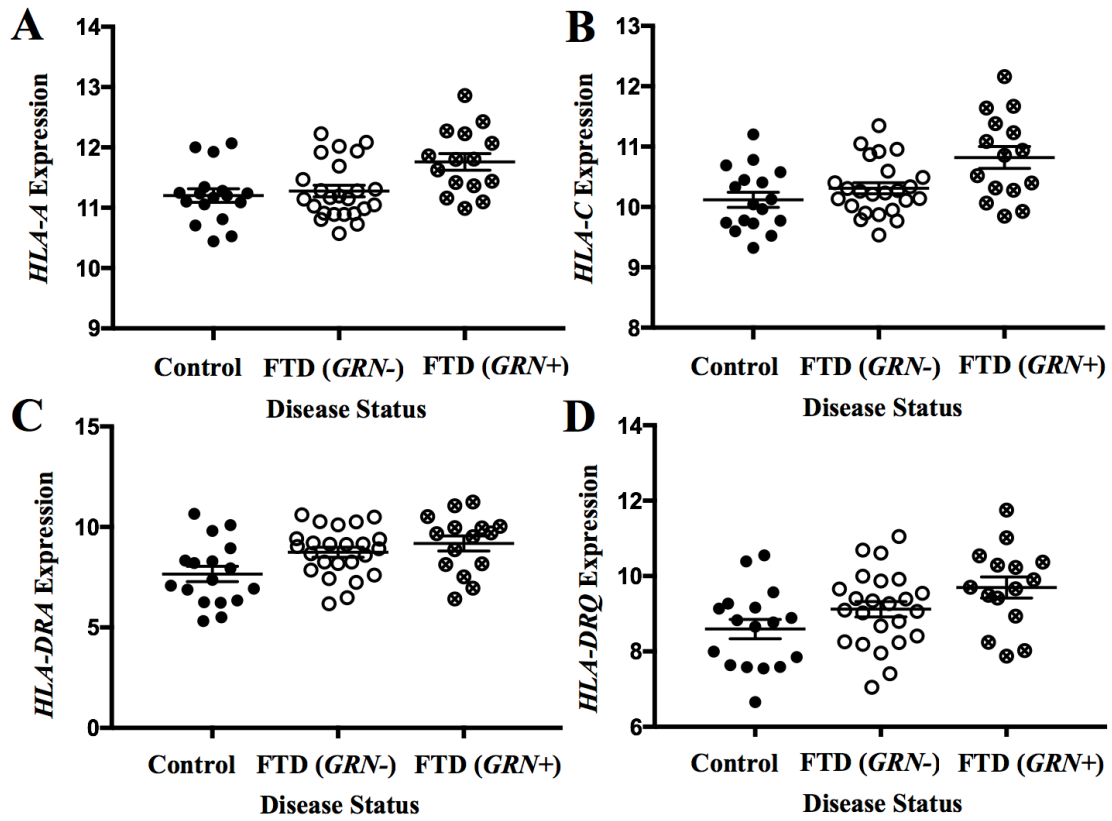 A
HLA-A Expression
14
13
12
11
10
9
Control FTD (GRN-) FTD (GRN+)
Disease Status
B
HLA-C Expression
13
12
11
10
9
8
Control FTD (GRN-) FTD (GRN+)
Disease Status
C
HLA-DRA Expression
15
10
5
0
Control FTD (GRN-) FTD (GRN+)
Disease Status
D
HLA-DRQ Expression
14
12
10
8
6
Control FTD (GRN-) FTD (GRN+)
Disease Status